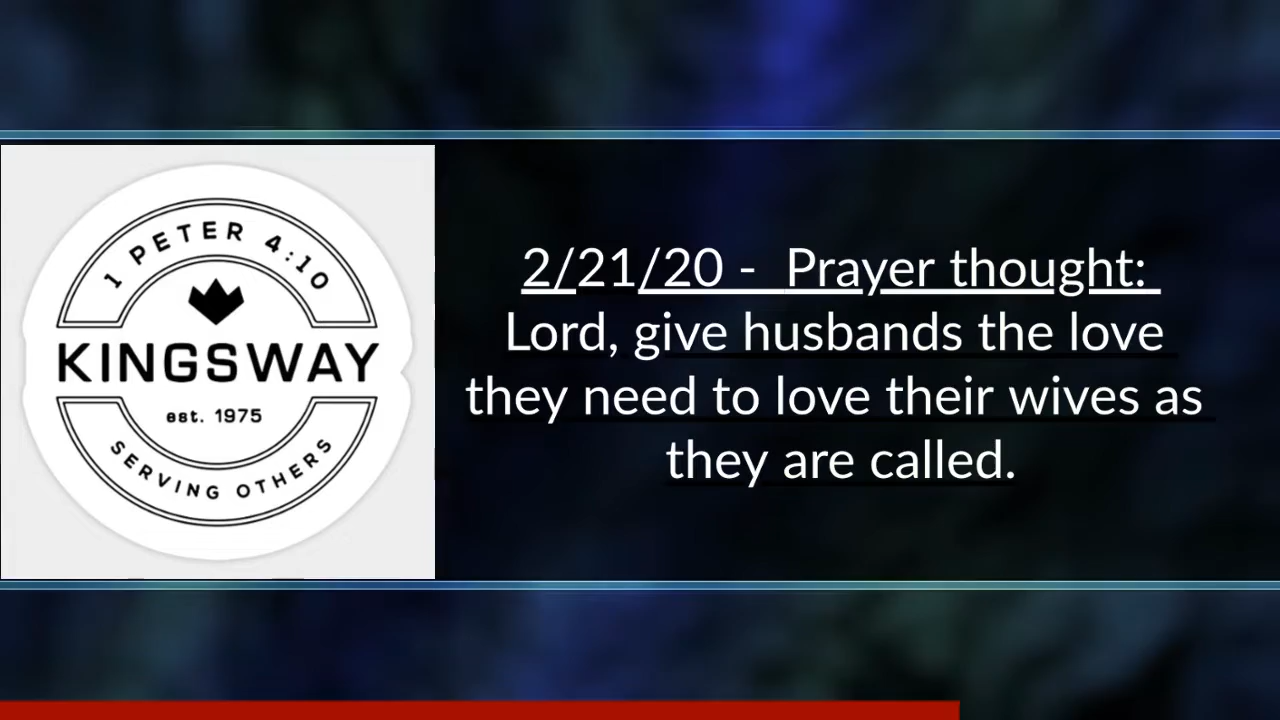 1 PETER 4:10
KINGSWAY
est. 1975
SERVING OTHERS
2/21/20 -  Prayer thought:
Lord, give husbands the love
they need to love their wives as
they are called.